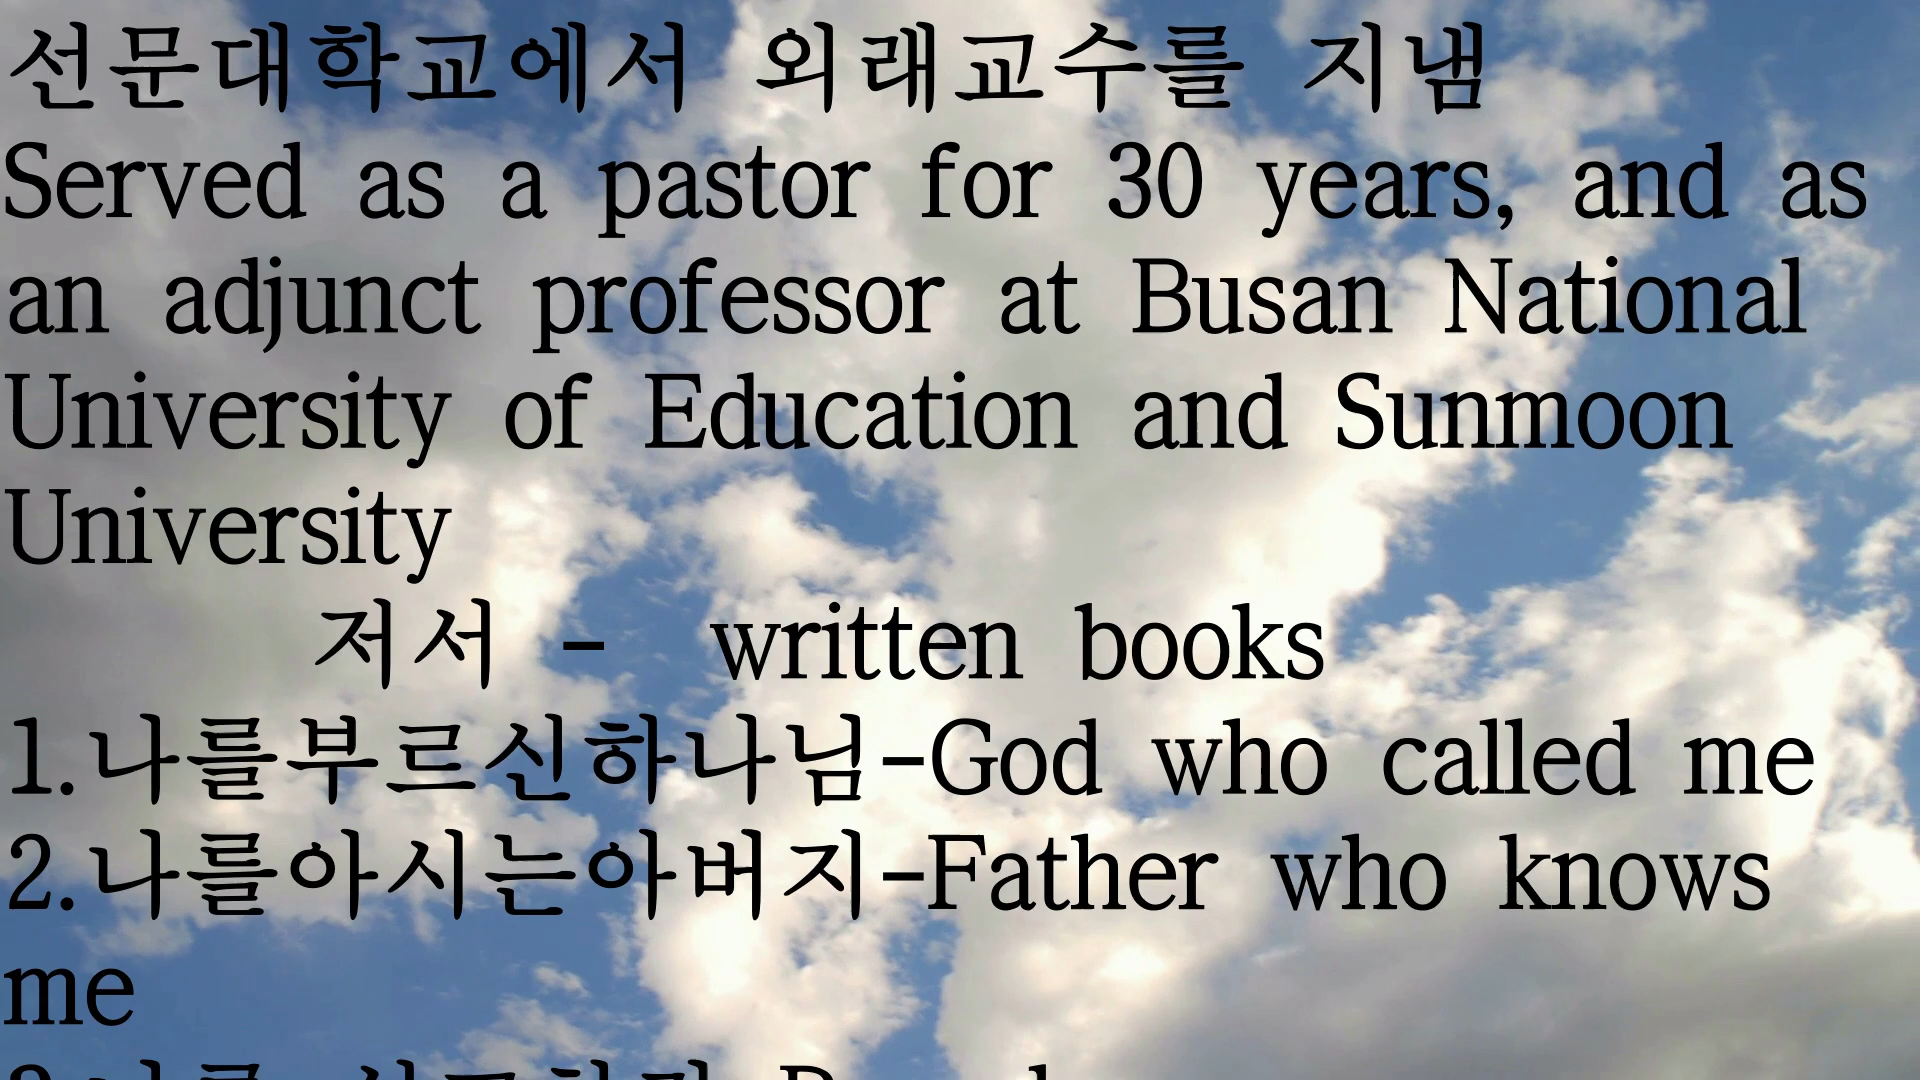 선문대학교에서 외래교수를 지냄
Served as a pastor for 30 years, and as
an adjunct professor at Busan National
University of Education and Sunmoon
University
저서 - written books
1.나를부르신하나님-God who called me
2.나를아시는아버지-Father who knows
me